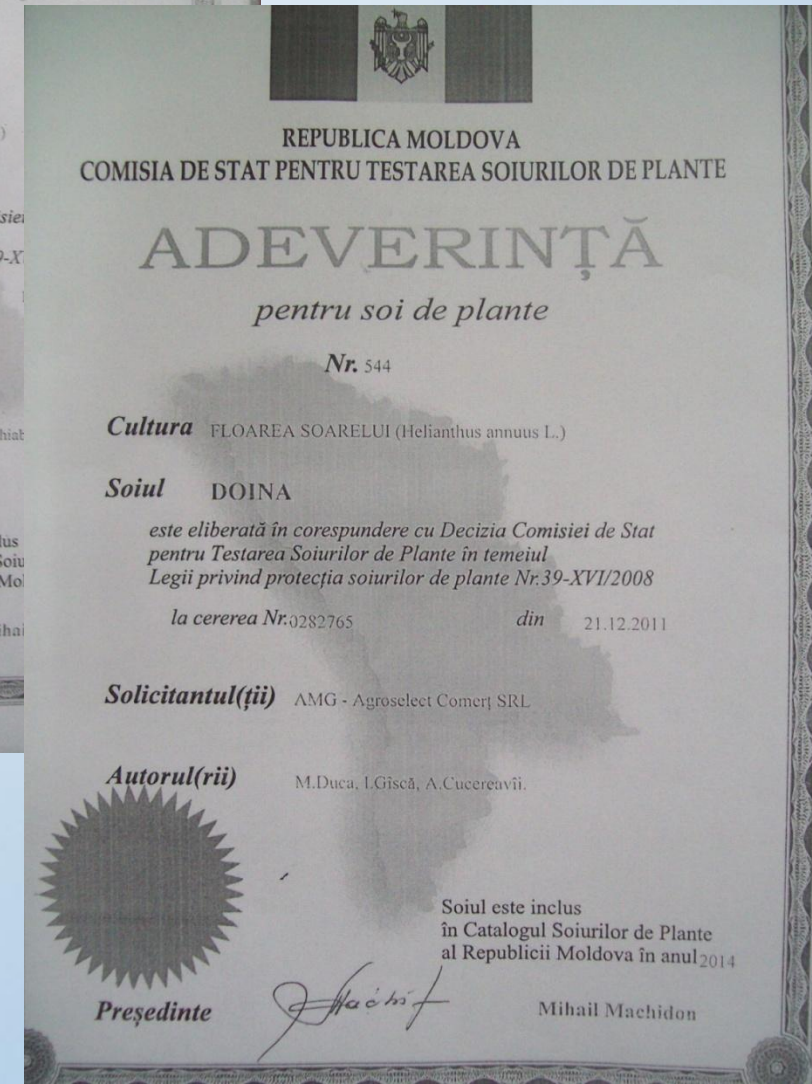 REPUBLICA MOLDOVA
COMISIA DE STAT PENTRU TESTAREA SOIURILOR DE PLANTE
ADEVERINȚĂ
pentru soi de plante
Nr. 544
Cultura FLOAREA SOARELUI (Helianthus annuus L.)
Soiul DOINA
este eliberată în corespundere cu Decizia Comisiei de Stat
pentru Testarea Soiurilor de Plante în temeiul
Legii privind protecția soiurilor de plante Nr.39-XVI/2008
la cererea Nr.0282765 din 21.12.2011
Solicitantul(ții) AMG - Agroselect Comerț SRL
Autorul(rii) M.Duca, I.Gîscă, A.Cucereavîi.
Soiul este inclus
în Catalogul Soiurilor de Plante
al Republicii Moldova în anul 2014
Președinte Mihail Machidon